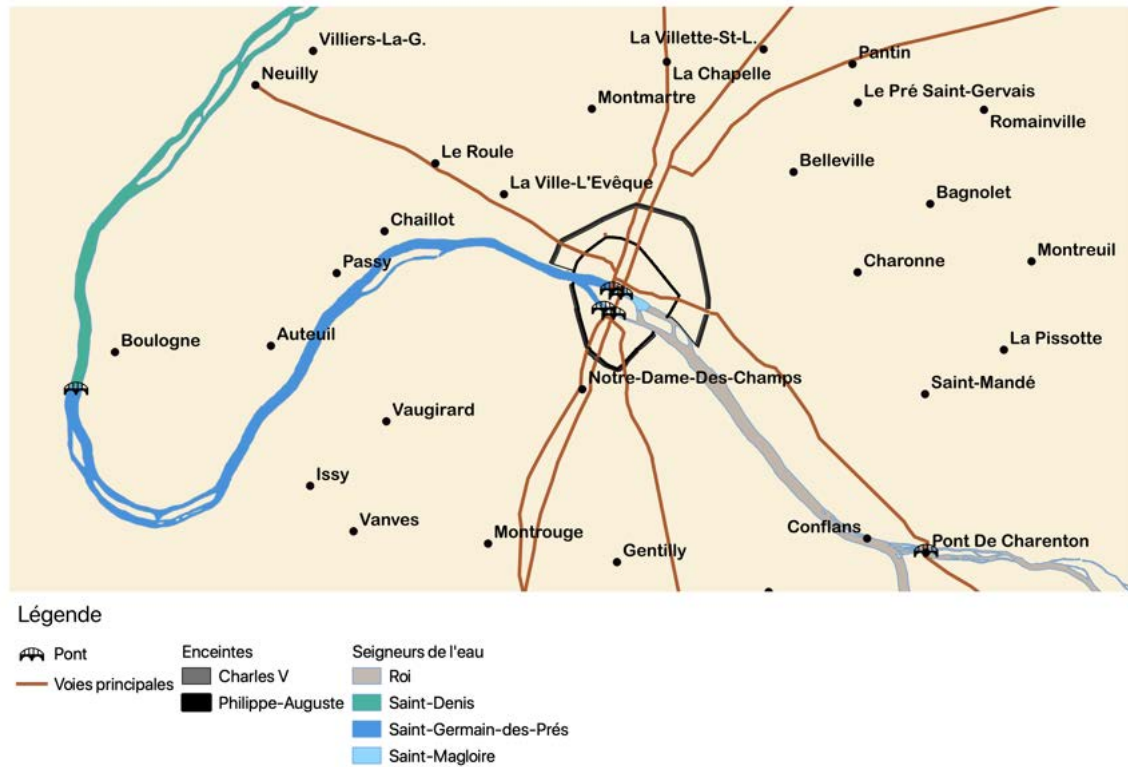 Villiers-La-G.
La Villette-St-L.
Neuilly
Pantin
La Chapelle
Montmartre
Le Pré Saint-Gervais
Romainville
Le Roule
Belleville
La Ville-L'Evêque
Bagnolet
Chaillot
Montreuil
Passy
Charonne
Boulogne
Auteuil
La Pissotte
Notre-Dame-Des-Champs
Saint-Mandé
Vaugirard
Issy
Vanves
Montrouge
Conflans
Pont De Charenton
Gentilly
Légende
Pont
Voies principales
Enceintes
Charles V
Philippe-Auguste
Seigneurs de l'eau
Roi
Saint-Denis
Saint-Germain-des-Prés
Saint-Magloire